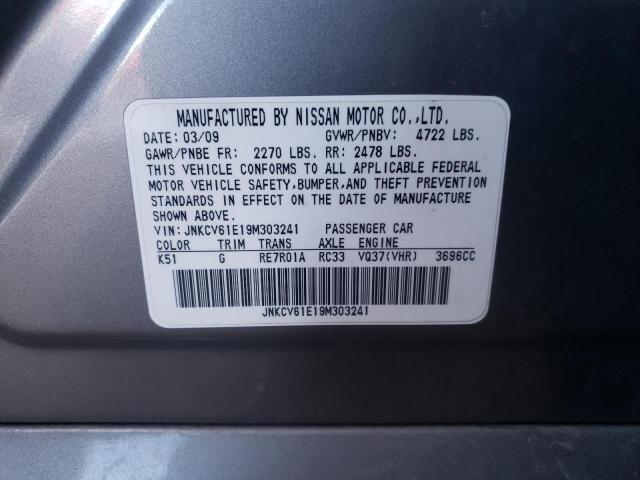 MANUFACTURED BY NISSAN MOTOR CO.,LTD.
DATE: 03/09 GVWR/PNBV: 4722 LBS.
GAWR/PNBE FR: 2270 LBS. RR: 2478 LBS.
THIS VEHICLE CONFORMS TO ALL APPLICABLE FEDERAL
MOTOR VEHICLE SAFETY,BUMPER,AND THEFT PREVENTION
STANDARDS IN EFFECT ON THE DATE OF MANUFACTURE
SHOWN ABOVE.
VIN: JNKCV61E19M303241 PASSENGER CAR
COLOR TRIM TRANS AXLE ENGINE
K51 G RE7R01A RC33 VQ37(VHR) 3696CC
JNKCV61E19M303241